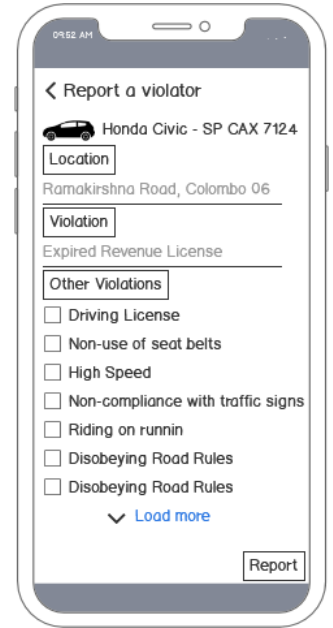 09:52 AM
Report a violator
Honda Civic - SP CAX 7124
Location
Ramakirshna Road, Colombo 06
Violation
Expired Revenue License
Other Violations
Driving License
Non-use of seat belts
High Speed
Non-compliance with traffic signs
Riding on runnin
Disobeying Road Rules
Disobeying Road Rules
Load more
Report